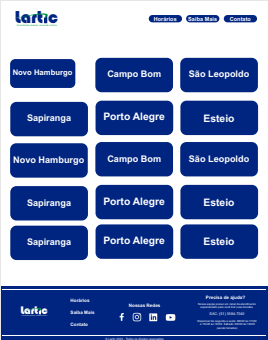 Lartic
Horários Saiba Mais Contato
Novo Hamburgo Campo Bom São Leopoldo
Sapiranga Porto Alegre Esteio
Novo Hamburgo Campo Bom São Leopoldo
Sapiranga Porto Alegre Esteio
Sapiranga Porto Alegre Esteio
Lartic
Horários
Saiba Mais
Contato
Nossas Redes
Precisa de ajuda?